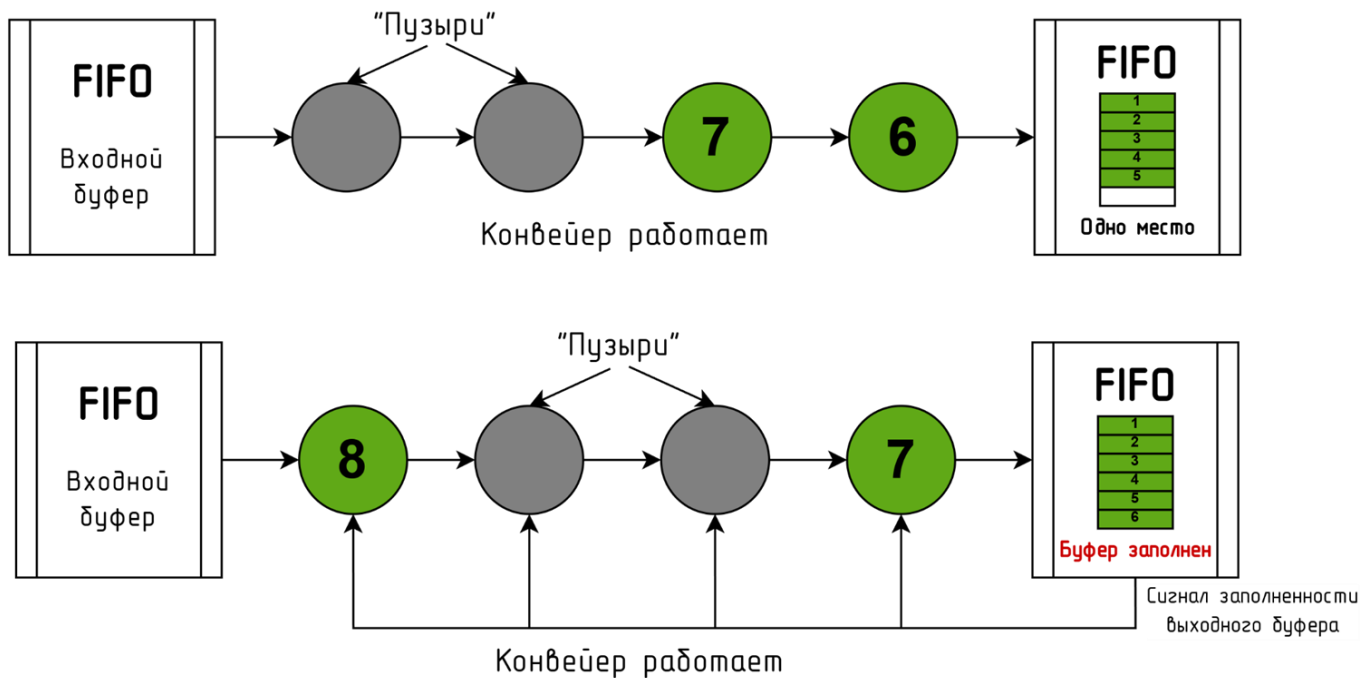 "Пузыри"
FIFO
Входной
буфер
7
6
FIFO
1
2
3
4
5
Одно место
Конвейер работает
"Пузыри"
FIFO
Входной
буфер
8
7
FIFO
1
2
3
4
5
6
Буфер заполнен
Сигнал заполненности
выходного буфера
Конвейер работает